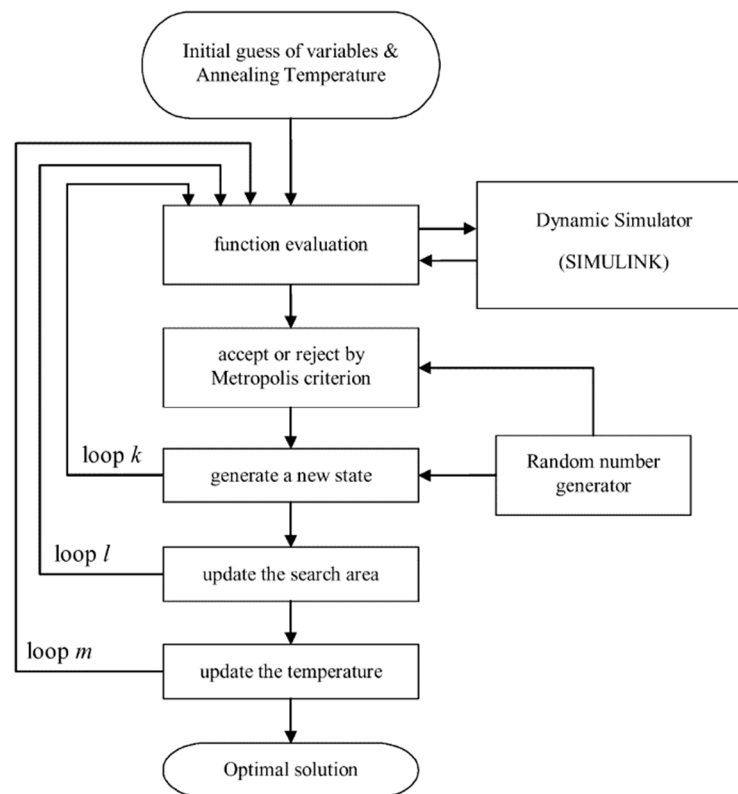 Initial guess of variables &
Annealing Temperature
function evaluation
Dynamic Simulator
(SIMULINK)
accept or reject by
Metropolis criterion
loop k
generate a new state
Random number
generator
loop l
update the search area
loop m
update the temperature
Optimal solution